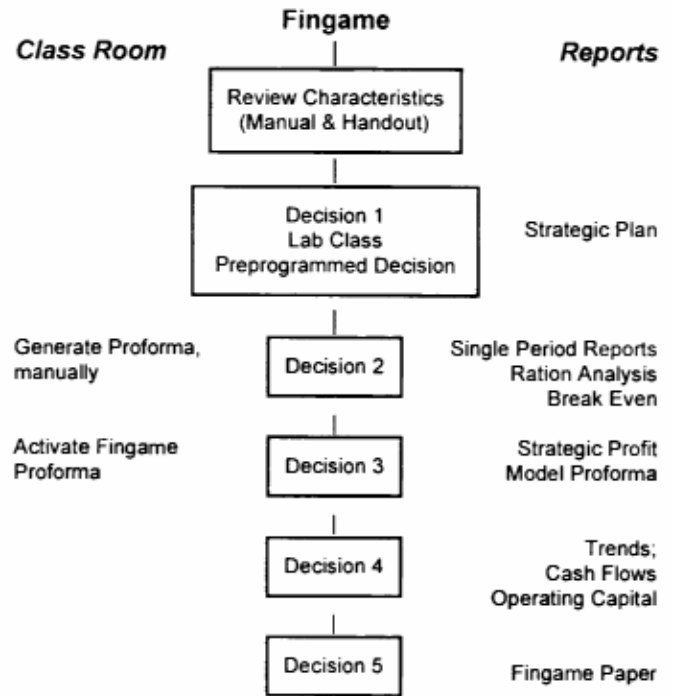 Fingame
Class Room
Reports
Review Characteristics
(Manual & Handout)
Decision 1
Lab Class
Preprogrammed Decision
Strategic Plan
Generate Proforma,
manually
Decision 2
Single Period Reports
Ration Analysis
Break Even
Activate Fingame
Proforma
Decision 3
Strategic Profit
Model Proforma
Decision 4
Trends;
Cash Flows
Operating Capital
Decision 5
Fingame Paper